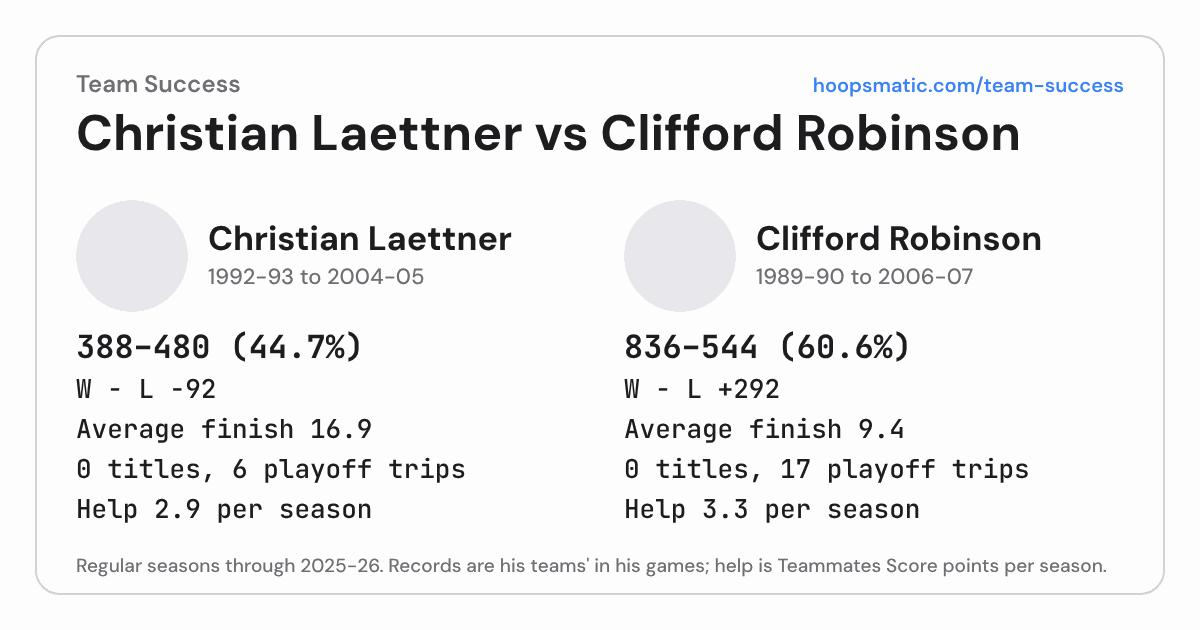 Team Success
hoopsmatic.com/team-success
Christian Laettner vs Clifford Robinson
Christian Laettner
1992-93 to 2004-05
388-480 (44.7%)
W - L -92
Average finish 16.9
0 titles, 6 playoff trips
Help 2.9 per season
Clifford Robinson
1989-90 to 2006-07
836-544 (60.6%)
W - L +292
Average finish 9.4
0 titles, 17 playoff trips
Help 3.3 per season
Regular seasons through 2025-26. Records are his teams' in his games; help is Teammates Score points per season.